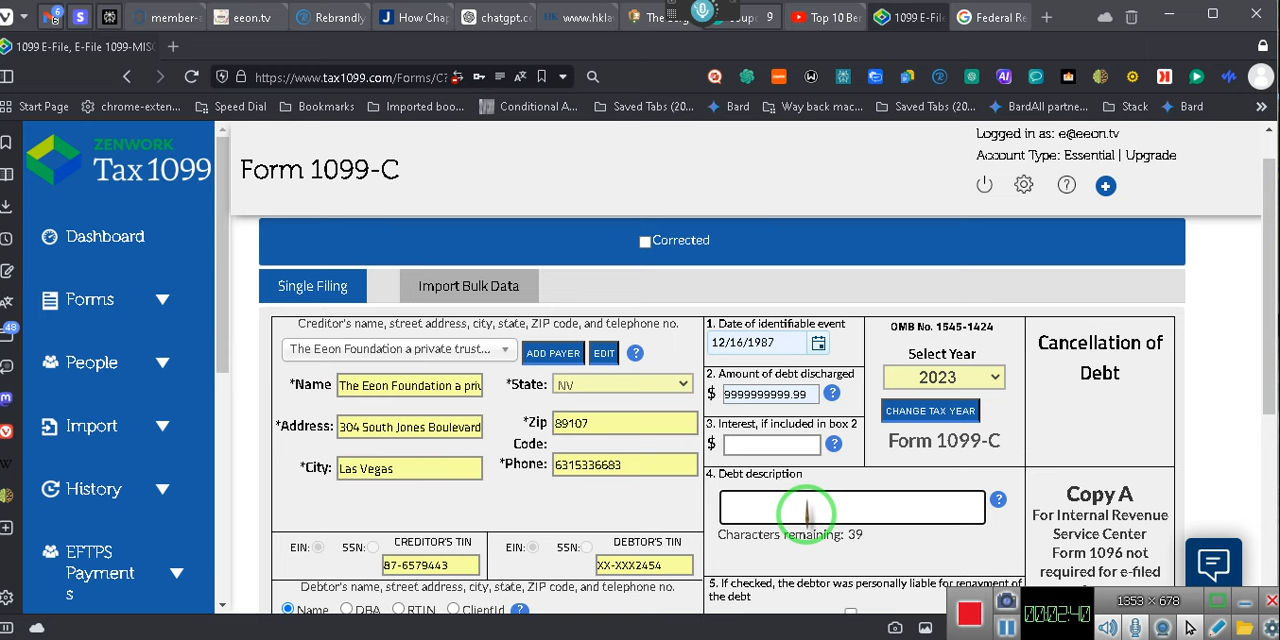 6
S
member-a
eeon.tv
Rebrandly
How Chap
chatgpt.c
www.hkla
The
oupo
9
Top 10 Ber
1099 E-Fil
Federal Re
1099 E-File, E-File 1099-MISC
https://www.tax1099.com/Forms/C
Start Page
chrome-exten...
Speed Dial
Bookmarks
Imported boo...
Conditional A...
Saved Tabs (20...
Bard
Way back mac...
Saved Tabs (20...
BardAll partne...
Stack
Bard
»
ZENWORK
Tax1099
Form 1099-C
Logged in as: e@eeon.tv
Account Type: Essential | Upgrade
Dashboard
Forms
People
Import
History
EFTPS
Payment
s
48
Corrected
Single Filing
Import Bulk Data
Creditor's name, street address, city, state, ZIP code, and telephone no.
The Eeon Foundation a private trust...
ADD PAYER
EDIT
?
*Name
The Eeon Foundation a priv
*State:
NV
*Address:
304 South Jones Boulevard
*Zip
Code:
89107
*City:
Las Vegas
*Phone:
6315336683
EIN:
SSN:
CREDITOR'S
TIN
87-6579443
EIN:
SSN:
DEBTOR'S TIN
XX-XXX2454
Debtor's name, street address, city, state, ZIP code, and telephone no.
Name
DBA
RTIN
ClientId
?
1. Date of identifiable event
12/16/1987
2. Amount of debt discharged
$
9999999999.99
?
3. Interest, if included in box 2
$
?
4. Debt description
?
Characters remaining: 39
5. If checked, the debtor was personally liable for repayment of
the debt
OMB No. 1545-1424
Select Year
2023
CHANGE TAX YEAR
Form 1099-C
Cancellation of
Debt
Copy A
For Internal Revenue
Service Center
Form 1096 not
required for e-filed
00:02:40
1353 × 678